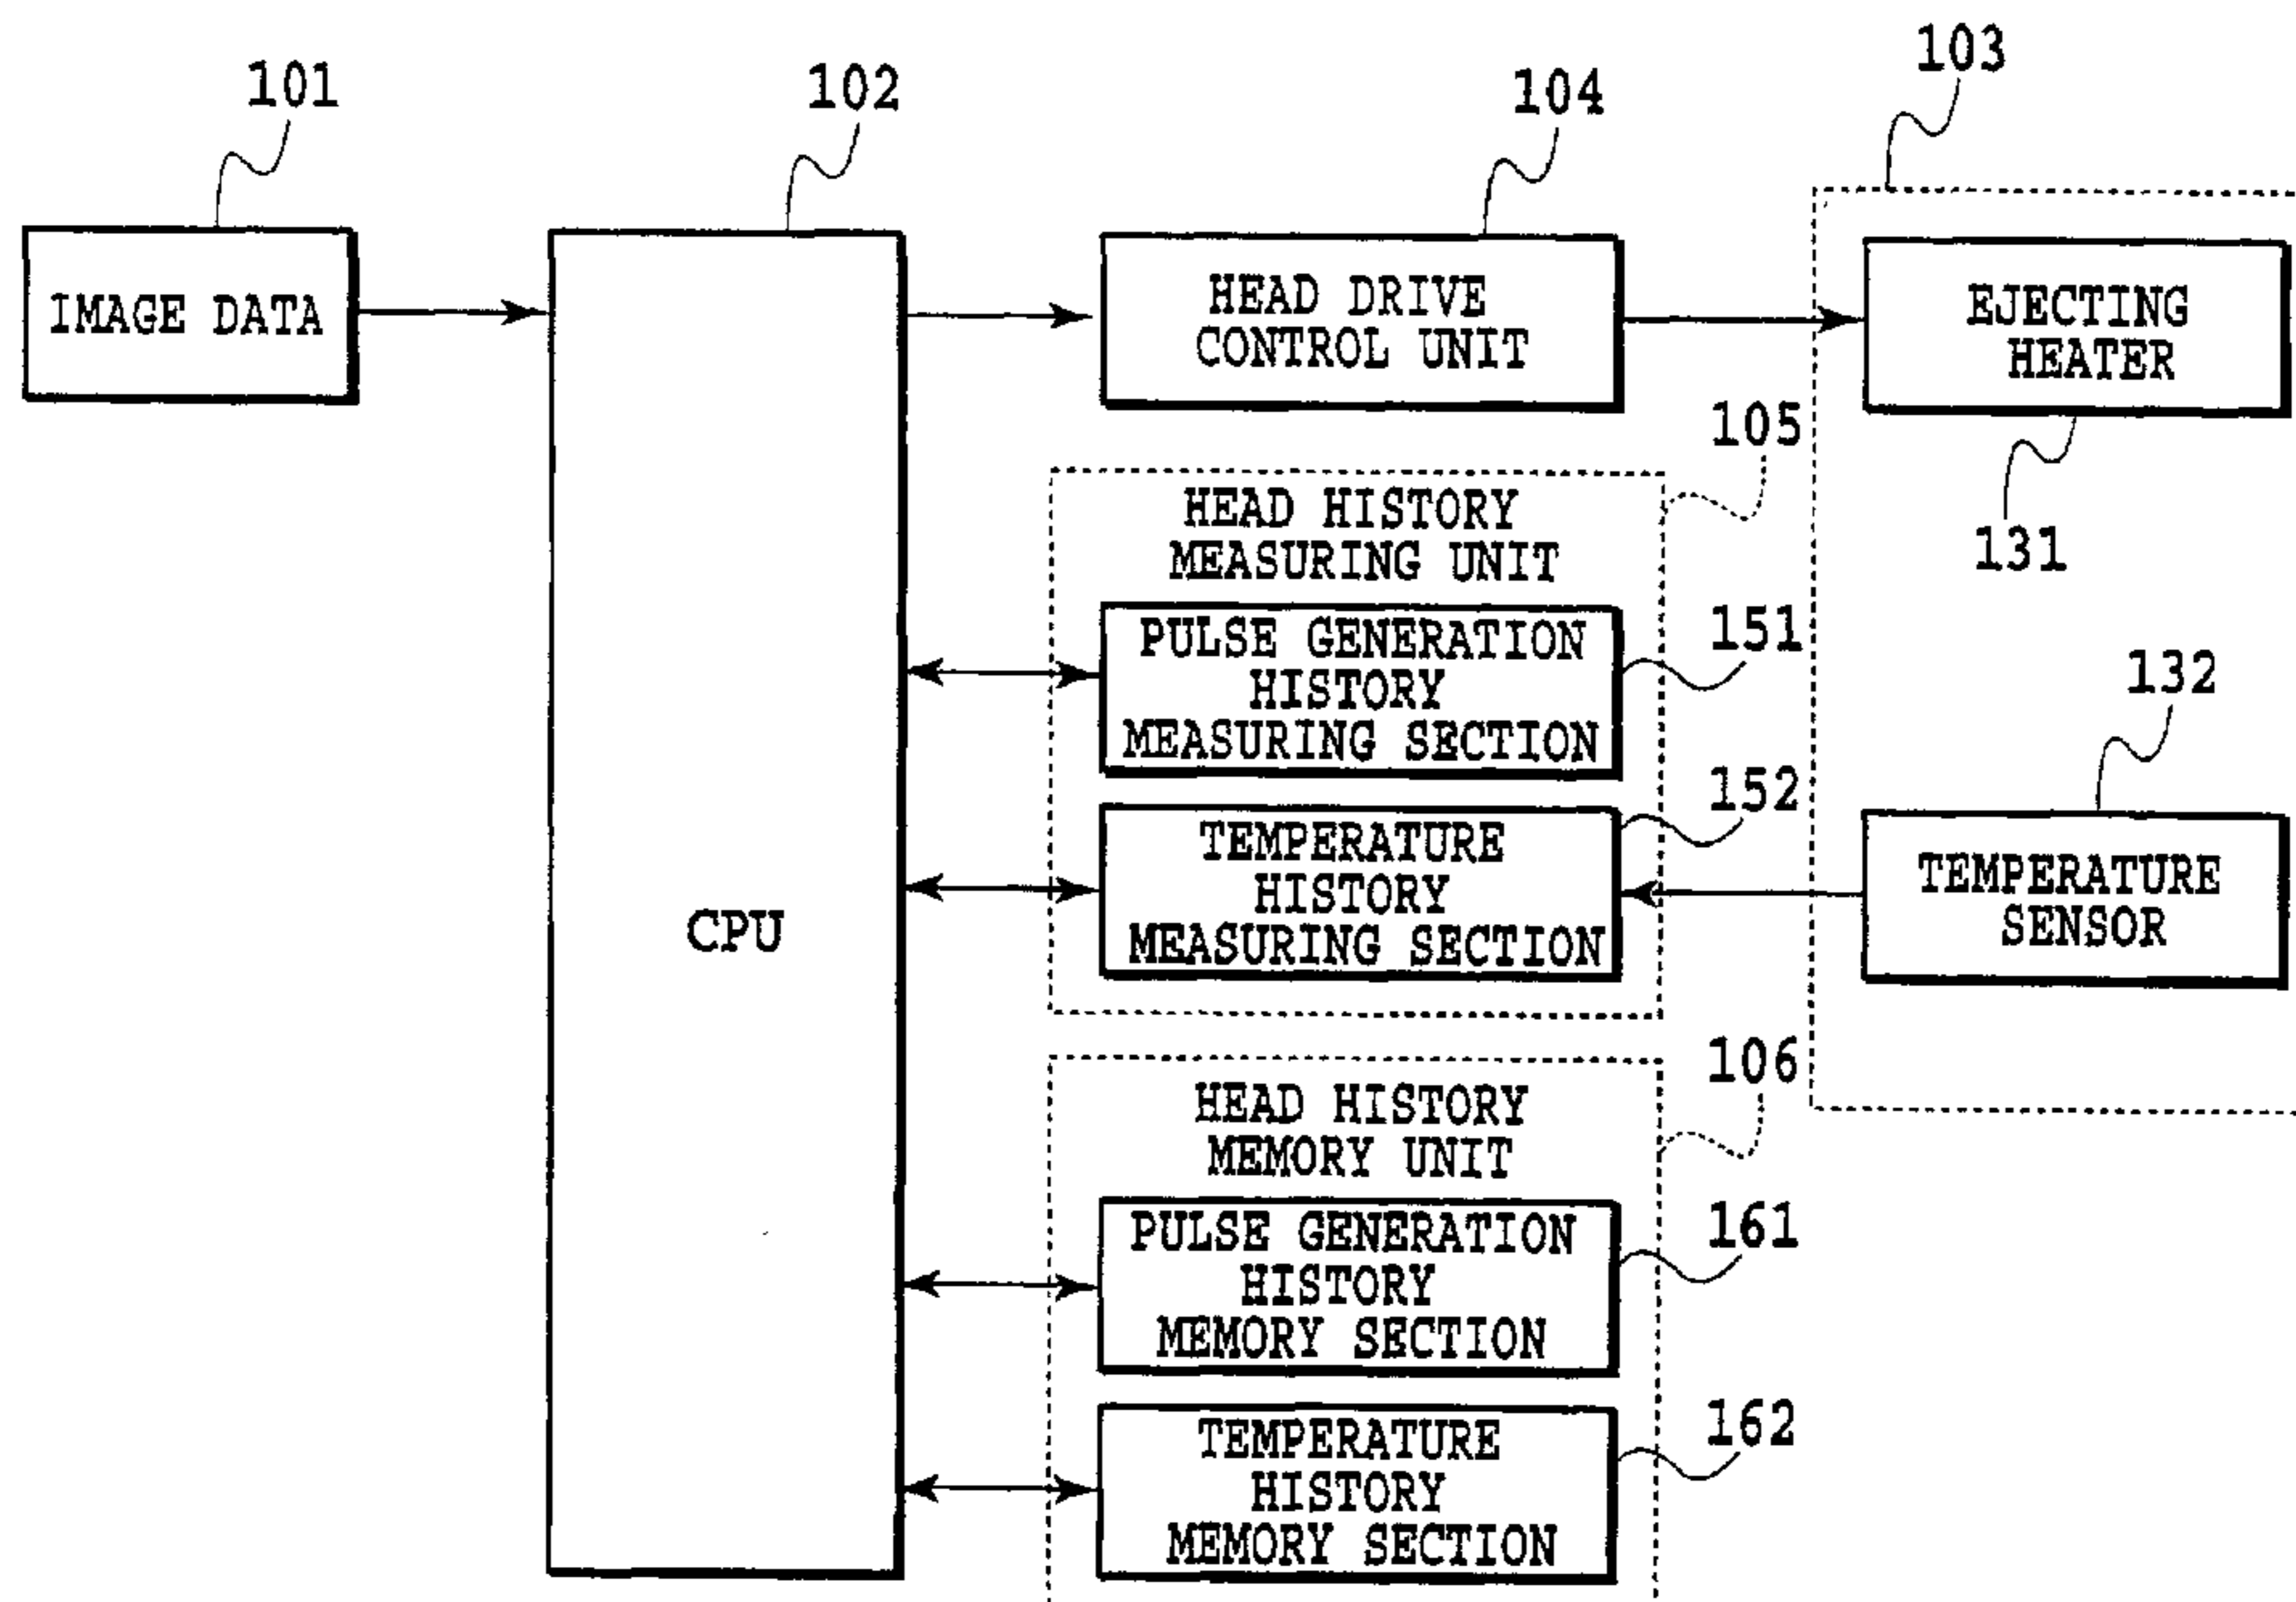 101
102
104
103
IMAGE DATA
HEAD DRIVE
CONTROL UNIT
EJECTING
HEATER
131
105
HEAD HISTORY
MEASURING UNIT
PULSE GENERATION
HISTORY
MEASURING SECTION
151
TEMPERATURE
HISTORY
MEASURING SECTION
152
132
TEMPERATURE
SENSOR
CPU
106
HEAD HISTORY
MEMORY UNIT
PULSE GENERATION
HISTORY
MEMORY SECTION
161
TEMPERATURE
HISTORY
MEMORY SECTION
162